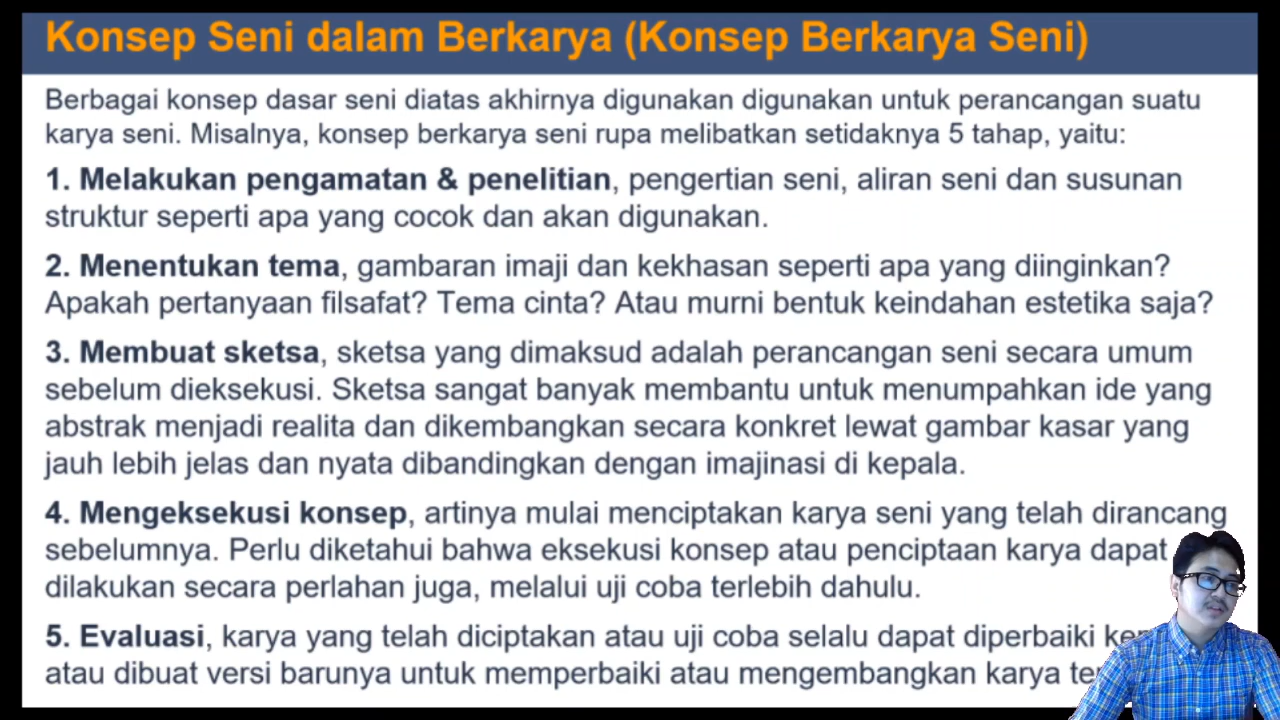 Konsep Seni dalam Berkarya (Konsep Berkarya Seni)
Berbagai konsep dasar seni diatas akhirnya digunakan digunakan untuk perancangan suatu
karya seni. Misalnya, konsep berkarya seni rupa melibatkan setidaknya 5 tahap, yaitu:
1. Melakukan pengamatan & penelitian, pengertian seni, aliran seni dan susunan
struktur seperti apa yang cocok dan akan digunakan.
2. Menentukan tema, gambaran imaji dan kekhasan seperti apa yang diinginkan?
Apakah pertanyaan filsafat? Tema cinta? Atau murni bentuk keindahan estetika saja?
3. Membuat sketsa, sketsa yang dimaksud adalah perancangan seni secara umum
sebelum dieksekusi. Sketsa sangat banyak membantu untuk menumpahkan ide yang
abstrak menjadi realita dan dikembangkan secara konkret lewat gambar kasar yang
jauh lebih jelas dan nyata dibandingkan dengan imajinasi di kepala.
4. Mengeksekusi konsep, artinya mulai menciptakan karya seni yang telah dirancang
sebelumnya. Perlu diketahui bahwa eksekusi konsep atau penciptaan karya dapat
dilakukan secara perlahan juga, melalui uji coba terlebih dahulu.
5. Evaluasi, karya yang telah diciptakan atau uji coba selalu dapat diperbaiki
atau dibuat versi barunya untuk memperbaiki atau mengembangkan karya